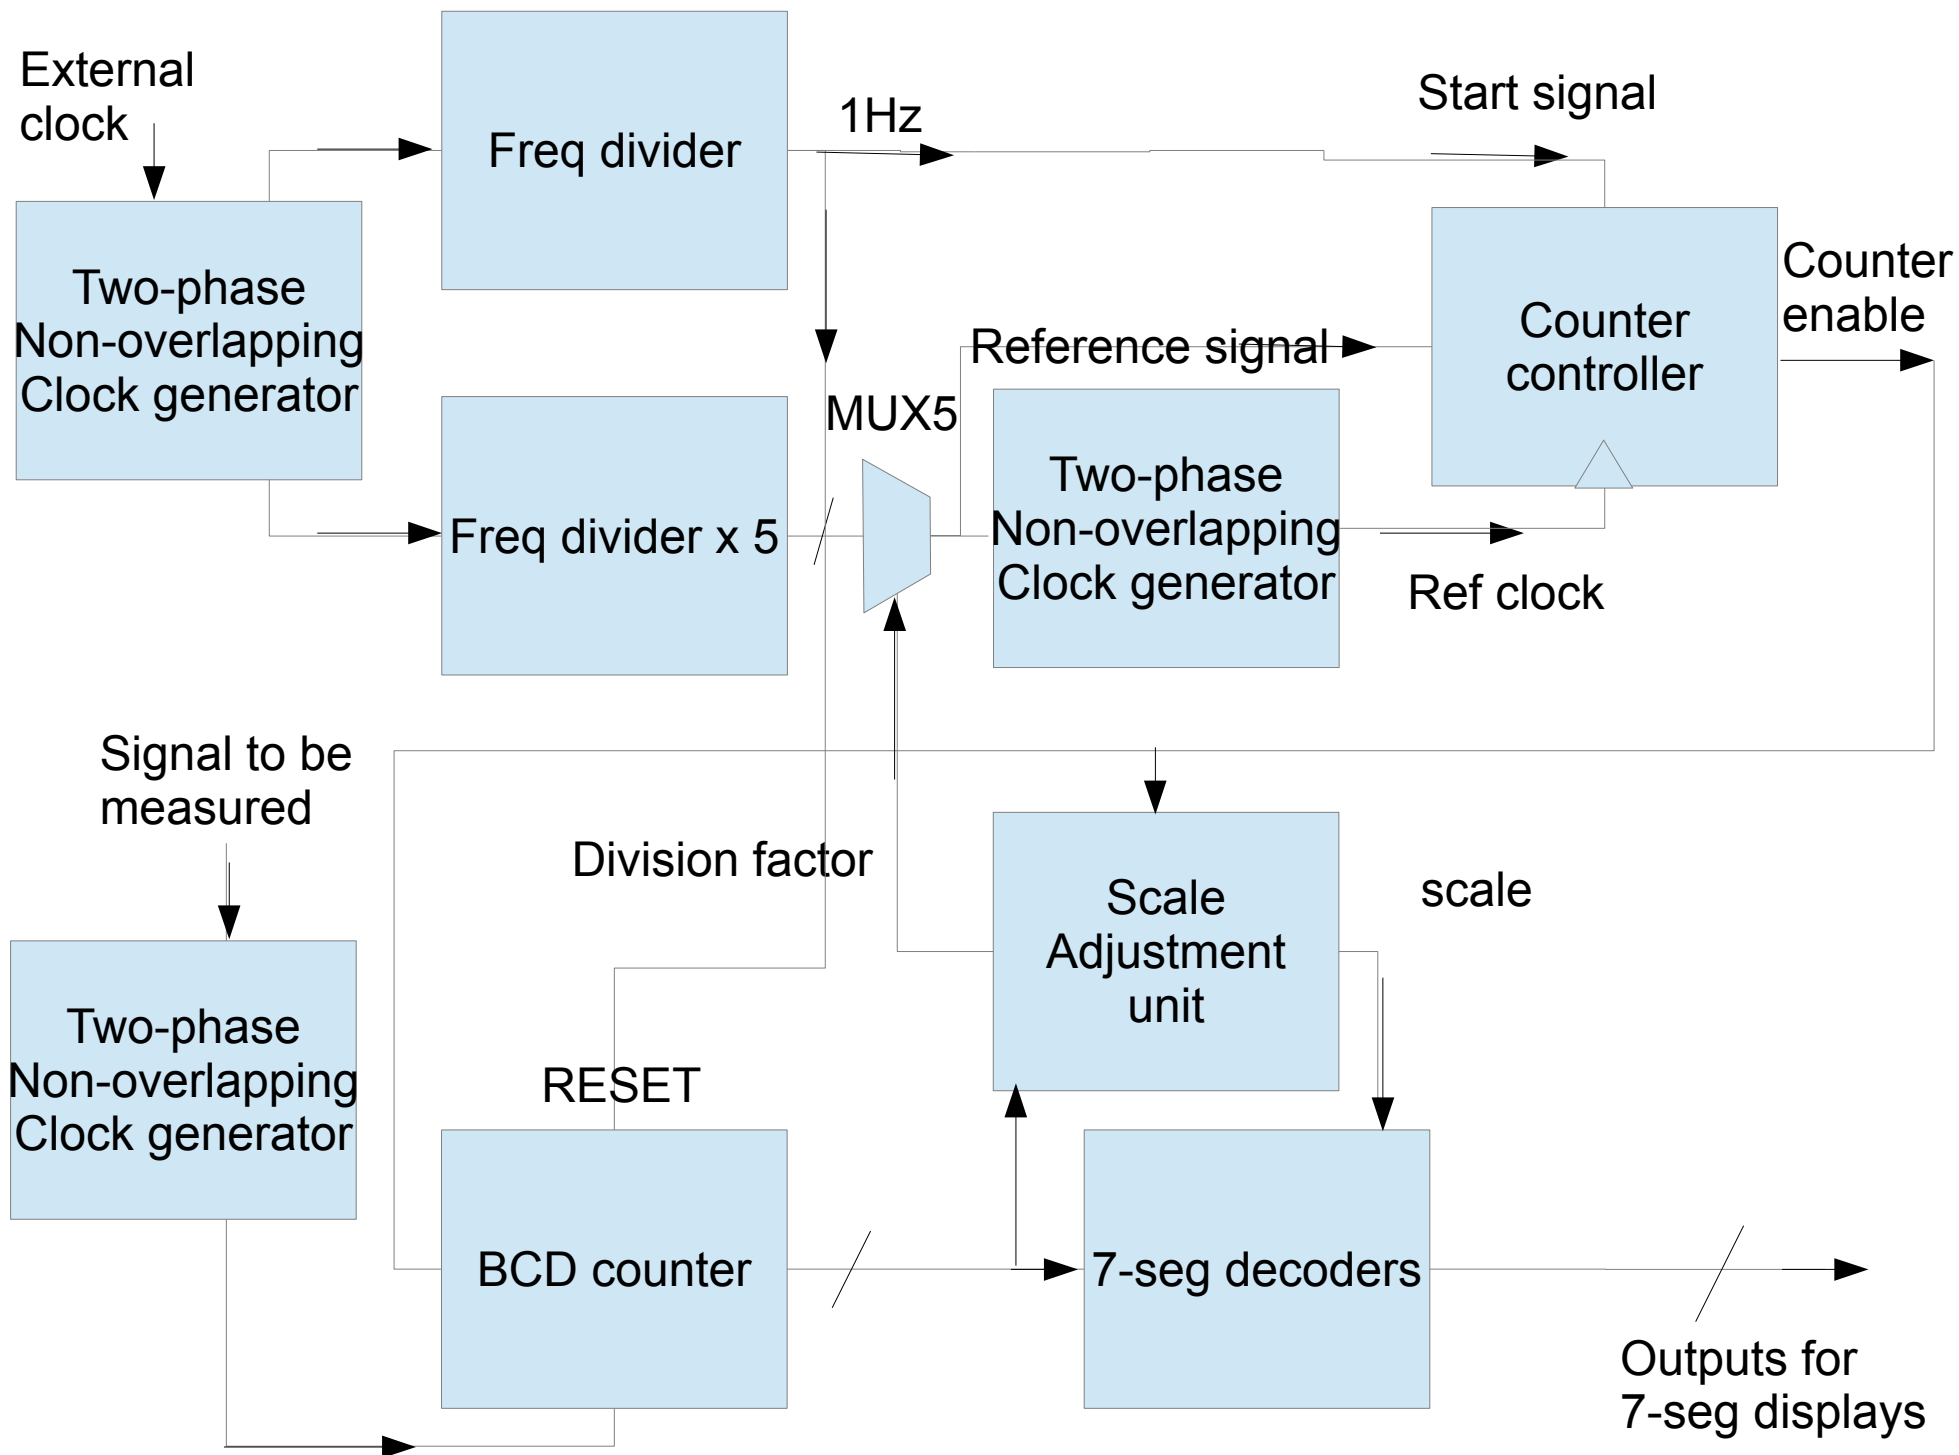 External
clock
Freq divider
1Hz
Start signal
Two-phase
Non-overlapping
Clock generator
Counter
enable
Counter
controller
Reference signal
MUX5
Freq divider x 5
Two-phase
Non-overlapping
Clock generator
Ref clock
Signal to be
measured
Division factor
Scale
Adjustment
unit
scale
Two-phase
Non-overlapping
Clock generator
RESET
BCD counter
7-seg decoders
Outputs for
7-seg displays